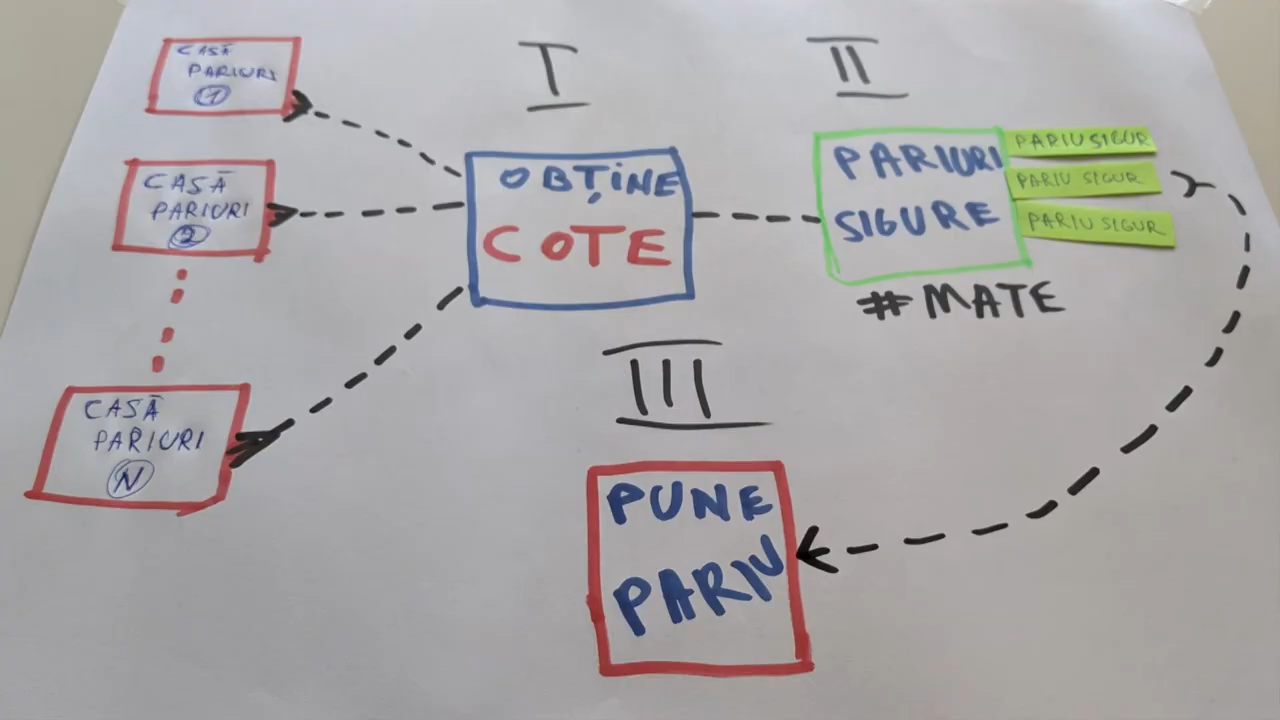 CASĂ
PARIURI
1
CASĂ
PARIURI
2
CASĂ
PARIURI
N
I
OBȚINE
COTE
II
PARIURI
SIGURE
PARIU SIGUR
PARIU SIGUR
PARIU SIGUR
#MATE
III
PUNE
PARIU